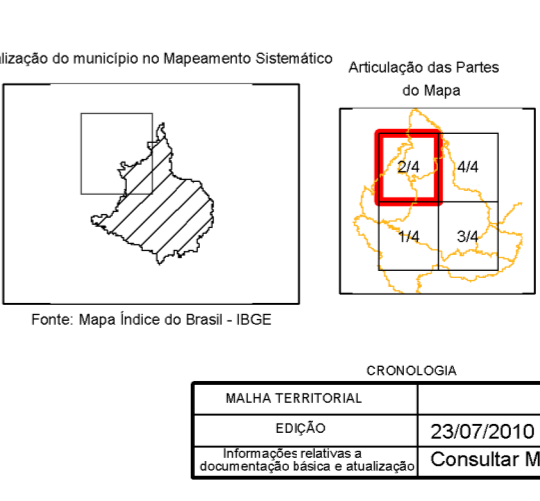 do município no Mapeamento Sistemático
Articulação das Partes
do Mapa
2/4
4/4
1/4
3/4
Fonte: Mapa Índice do Brasil - IBGE
CRONOLOGIA
MALHA TERRITORIAL
EDIÇÃO
23/07/2010
Informações relativas a
documentação básica e atualização
Consultar